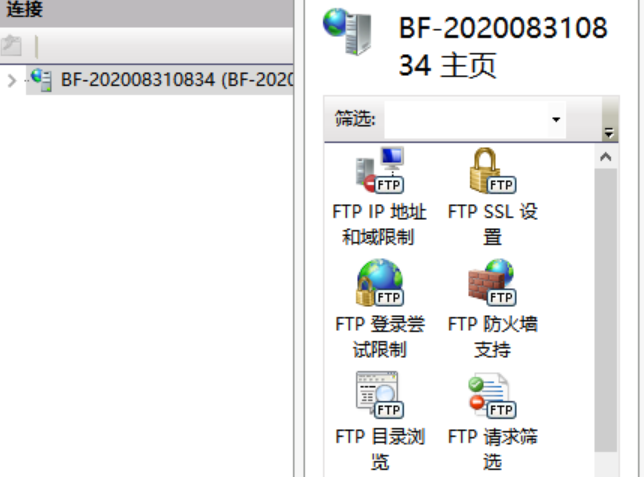 连接
BF-202008310834 (BF-2020
BF-2020083108
34 主页
筛选:
FTP
FTP
FTP IP 地址
和域限制
FTP SSL 设
置
FTP
FTP
FTP 登录尝
试限制
FTP 防火墙
支持
FTP
FTP
FTP 目录浏
览
FTP 请求筛
选